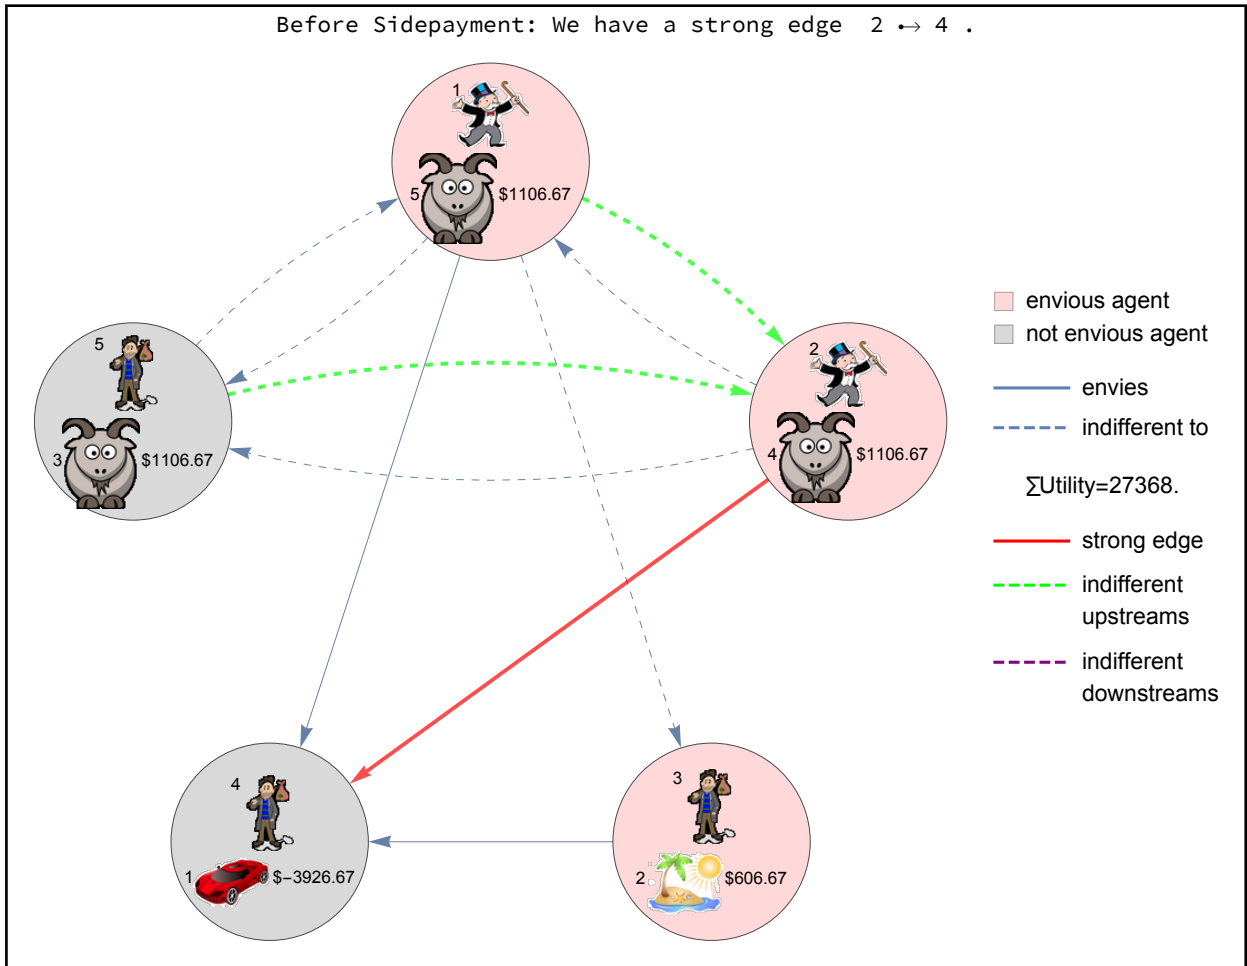 Before Sidepayment: We have a strong edge 2 ↔ 4 .
1
5 $1106.67
5
3 $1106.67
2
4 $1106.67
4
1 $−3926.67
3
2 $606.67
envious agent
not envious agent
envies
indifferent to
∑Utility=27368.
strong edge
indifferent
upstreams
indifferent
downstreams